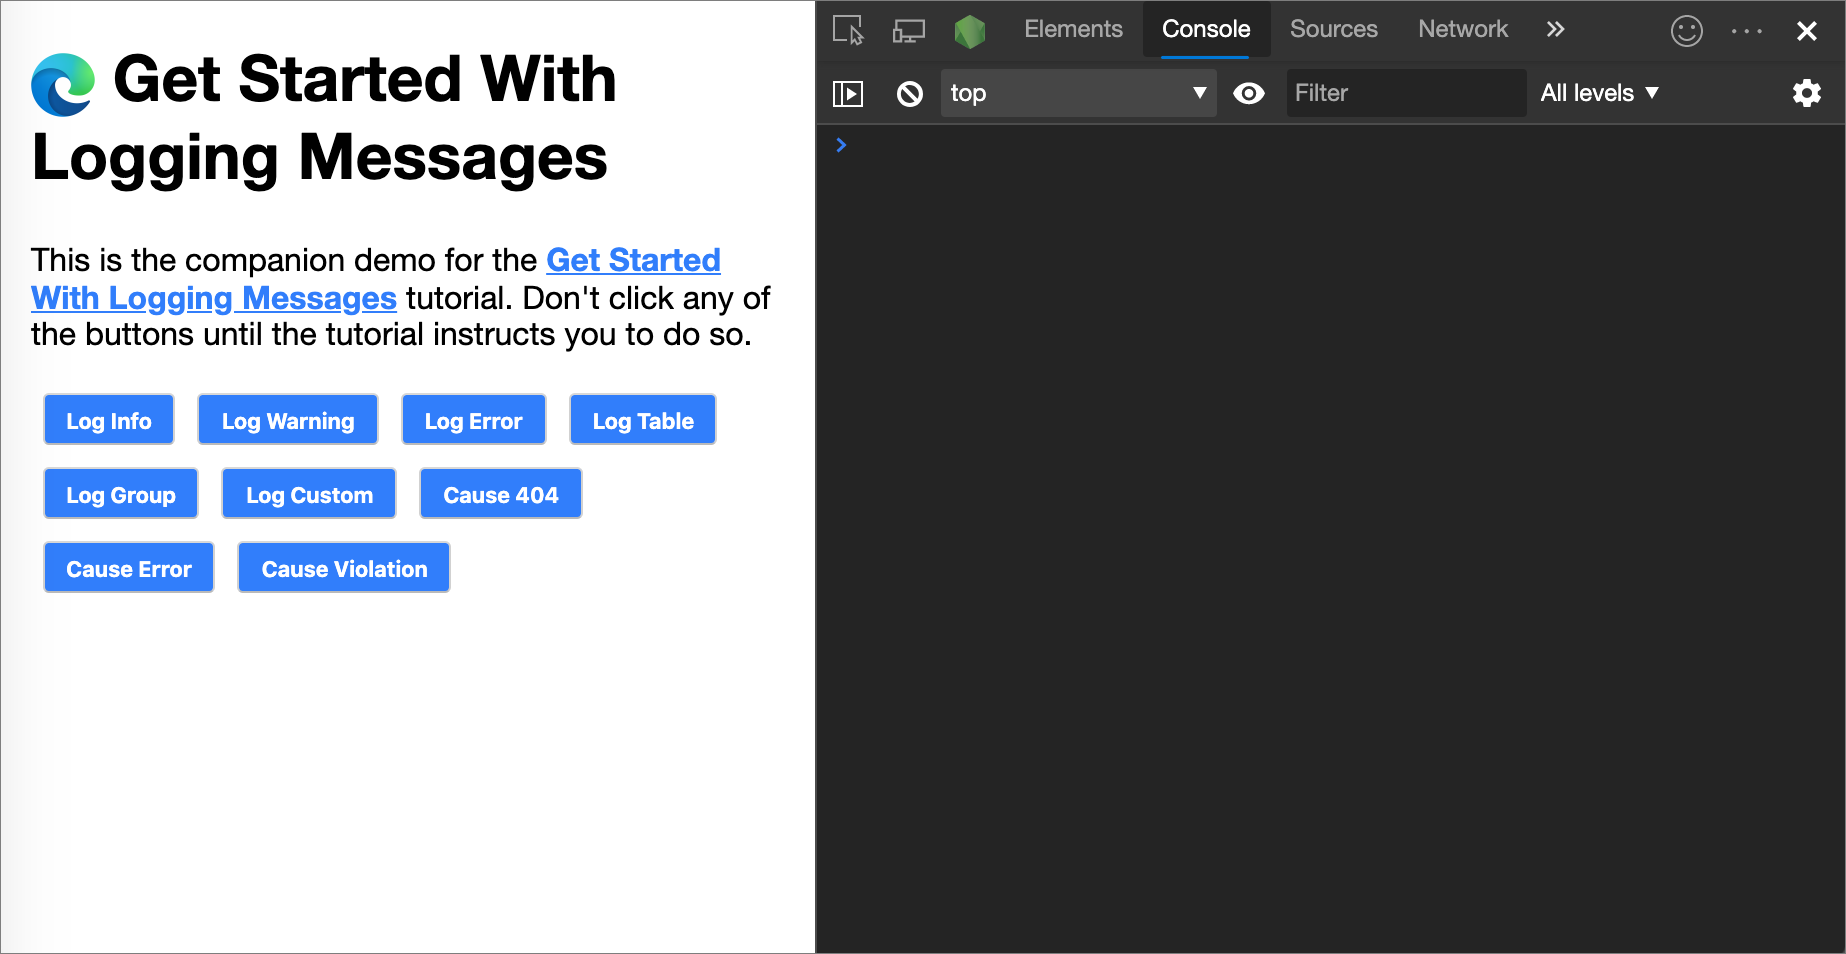 Get Started With
Logging Messages
This is the companion demo for the Get Started
With Logging Messages tutorial. Don't click any of
the buttons until the tutorial instructs you to do so.
Log Info Log Warning Log Error Log Table
Log Group Log Custom Cause 404
Cause Error Cause Violation
Elements Console Sources Network
top Filter All levels